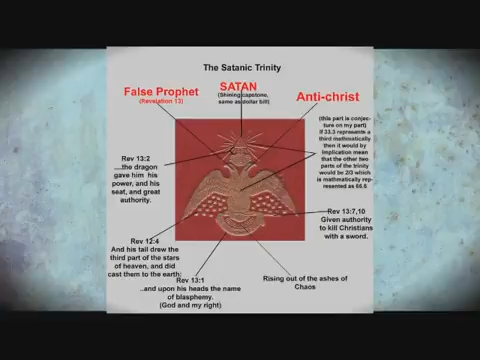 The Satanic Trinity
False Prophet
(Revelation 13)
SATAN
(Shining capstone,
same as dollar bill)
Anti-christ
(this part is conjec-
ture on my part)
If 33.3 represents a
third mathematically
then it would by
Implication mean
that the other two
parts of the trinity
would be 2/3 which
is mathmatically rep-
resented as 66.6
Rev 13:2
....the dragon
gave him his
power, and his
seat, and great
authority.
Rev 13:7,10
Given authority
to kill Christians
with a sword.
Rev 12:4
And his tail drew the
third part of the stars
of heaven, and did
cast them to the earth:
Rev 13:1
..and upon his heads the name
of blasphemy.
(God and my right)
Rising out of the ashes of
Chaos